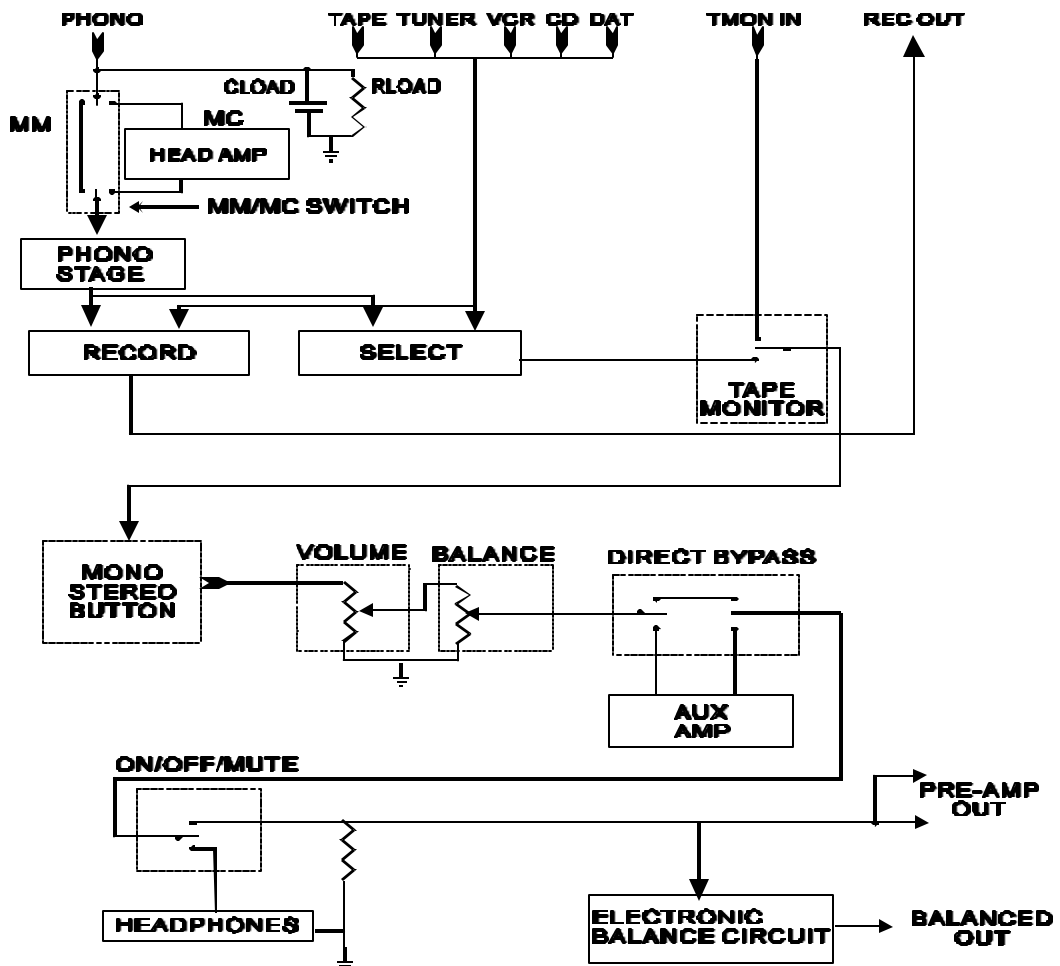 PHONO
TAPE TUNER VCR CD DAT
TMON IN
REC OUT
CLOAD
RLOAD
MM
MC
HEAD AMP
MM/MC SWITCH
PHONO
STAGE
RECORD
SELECT
TAPE
MONITOR
MONO
STEREO
BUTTON
VOLUME
BALANCE
DIRECT BYPASS
AUX
AMP
ON/OFF/MUTE
PRE-AMP
OUT
HEADPHONES
ELECTRONIC
BALANCE CIRCUIT
BALANCED
OUT